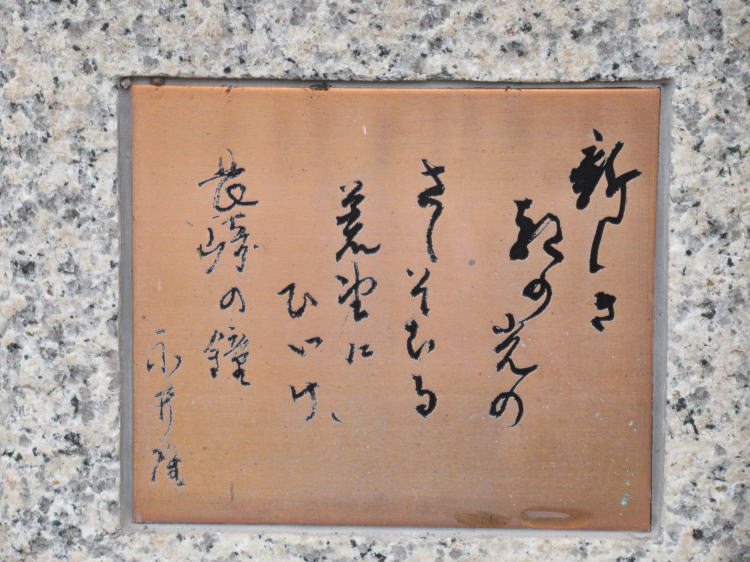 新しき
朝の光の
さしそむる
荒野に
ひゞけ
長崎の鐘
永井隆